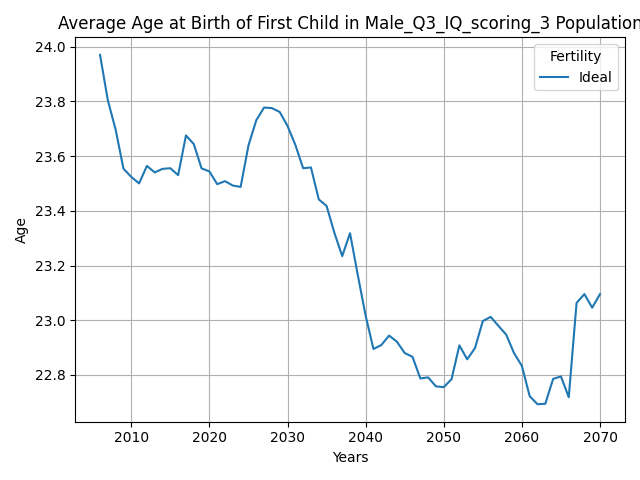 Average Age at Birth of First Child in Male_Q3_IQ_scoring_3 Population
24.0
23.8
23.6
23.4
23.2
23.0
22.8
Age
Fertility
Ideal
2010 2020 2030 2040 2050 2060 2070
Years